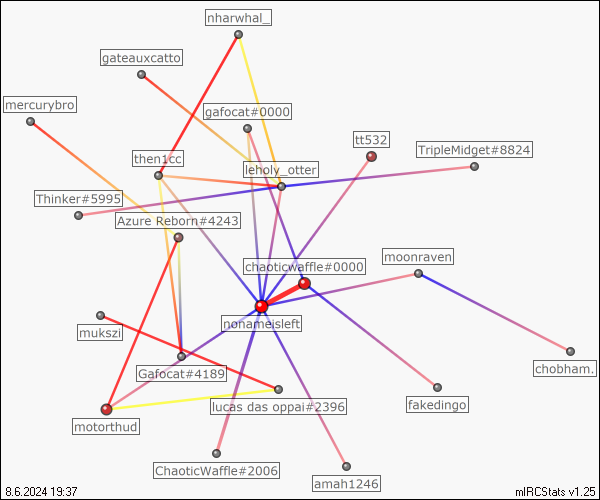 nharwhal_
gateauxcatto
mercurybro
gafocat#0000
tt532
TripleMidget#8824
then1cc
leholy_otter
Thinker#5995
Azure Reborn#4243
moonraven
chaoticwaffle#0000
nonameisleft
mukszi
chobham.
Gafocat#4189
lucas das oppai#2396
fakedingo
motorthud
ChaoticWaffle#2006
amah1246
8.6.2024 19:37
mIRCStats v1.25